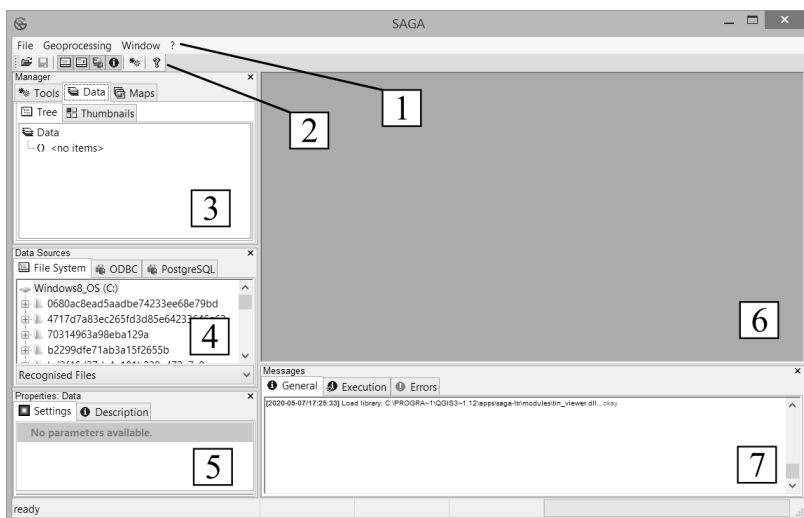 SAGA
File Geoprocessing Window ?
1
2
Manager
Tools Data Maps
Tree Thumbnails
Data
<no items>
3
Data Sources
File System ODBC PostgreSQL
Windows8_OS (C:)
0680ac8ead5aadbe74233ee68e79bd
4717d7a83ec265fd3d85e64233646c62
70314963a98eba129a
b2299dfe71ab3a15f2655b
4
Recognised Files
Properties: Data
Settings Description
No parameters available.
5
6
Messages
General Execution Errors
[2020-05-07/17:25:33] Load library: C:\PROGRA~1\QGIS3~1.12\apps\saga-ltr\modules\tin_viewer.dll...okay
7
ready